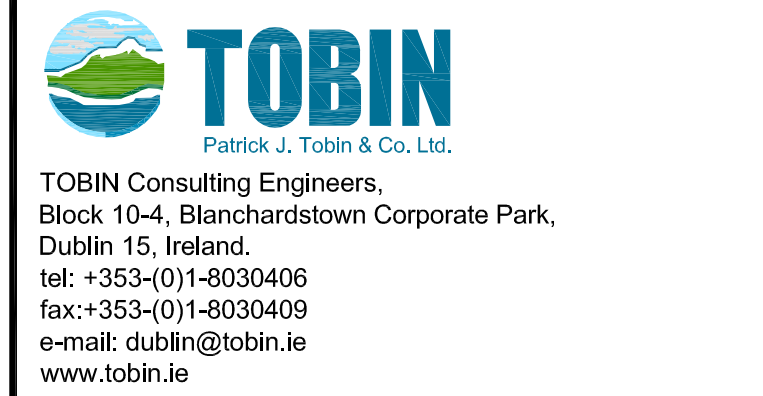 TOBIN
Patrick J. Tobin & Co. Ltd.
TOBIN Consulting Engineers,
Block 10-4, Blanchardstown Corporate Park,
Dublin 15, Ireland.
tel: +353-(0)1-8030406
fax:+353-(0)1-8030409
e-mail: dublin@tobin.ie
www.tobin.ie